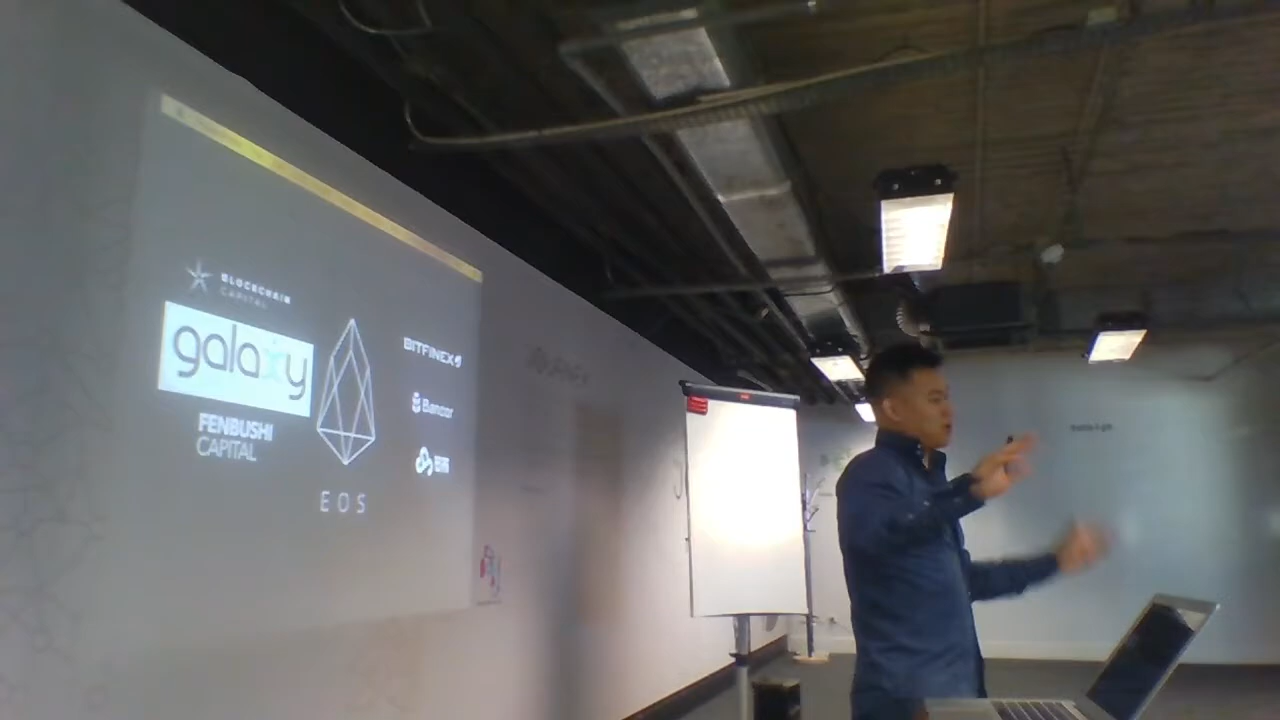 BLOCKCHAIN
CAPITAL
galaxy
FENBUSHI
CAPITAL
EOS
BITFINEX
Bancor